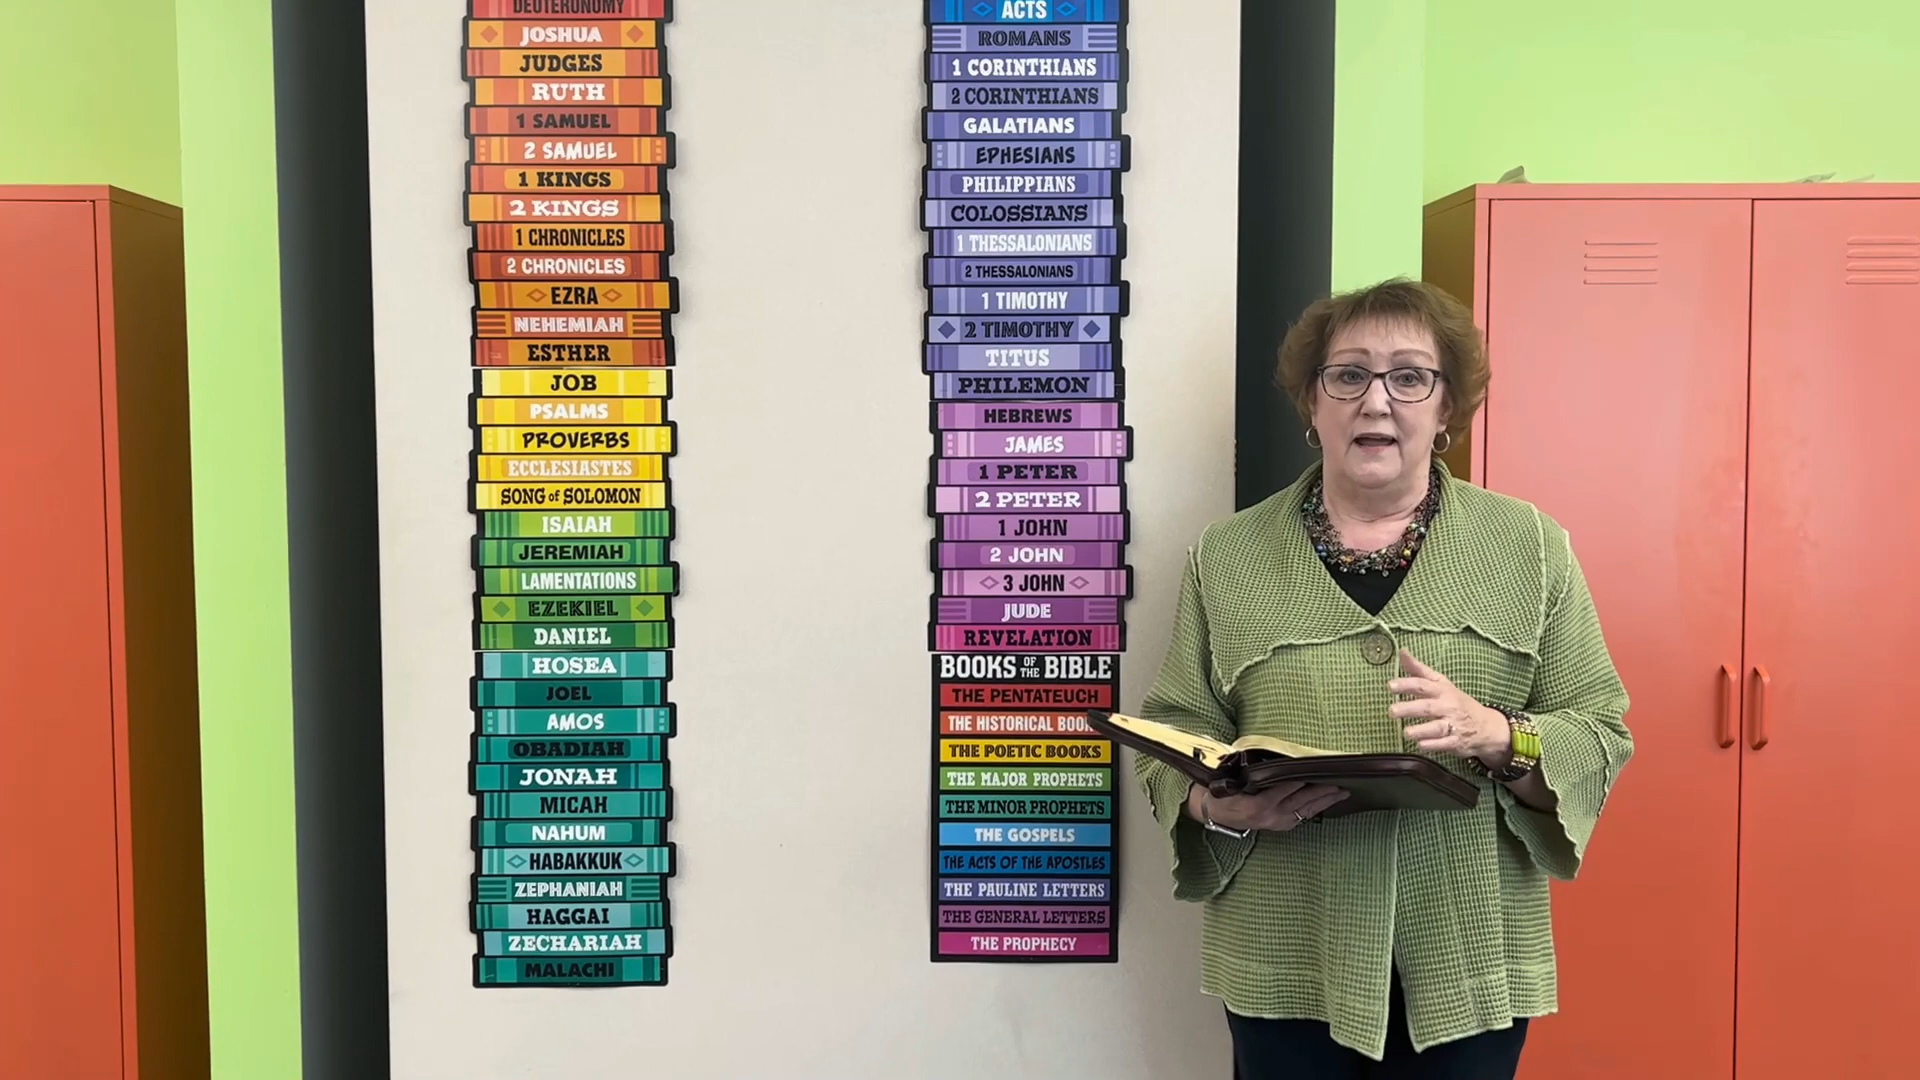 DEUTERONOMY
JOSHUA
JUDGES
RUTH
1 SAMUEL
2 SAMUEL
1 KINGS
2 KINGS
1 CHRONICLES
2 CHRONICLES
EZRA
NEHEMIAH
ESTHER
JOB
PSALMS
PROVERBS
ECCLESIASTES
SONG of SOLOMON
ISAIAH
JEREMIAH
LAMENTATIONS
EZEKIEL
DANIEL
HOSEA
JOEL
AMOS
OBADIAH
JONAH
MICAH
NAHUM
HABAKKUK
ZEPHANIAH
HAGGAI
ZECHARIAH
MALACHI
ACTS
ROMANS
1 CORINTHIANS
2 CORINTHIANS
GALATIANS
EPHESIANS
PHILIPPIANS
COLOSSIANS
1 THESSALONIANS
2 THESSALONIANS
1 TIMOTHY
2 TIMOTHY
TITUS
PHILEMON
HEBREWS
JAMES
1 PETER
2 PETER
1 JOHN
2 JOHN
3 JOHN
JUDE
REVELATION
BOOKS OF THE BIBLE
THE PENTATEUCH
THE HISTORICAL
THE POETIC BOOKS
THE MAJOR PROPHETS
THE MINOR PROPHETS
THE GOSPELS
THE ACTS OF THE APOSTLES
THE PAULINE LETTERS
THE GENERAL LETTERS
THE PROPHECY